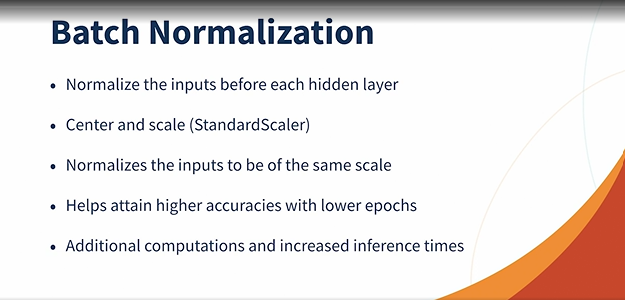 Batch Normalization
• Normalize the inputs before each hidden layer
• Center and scale (StandardScaler)
• Normalizes the inputs to be of the same scale
• Helps attain higher accuracies with lower epochs
• Additional computations and increased inference times